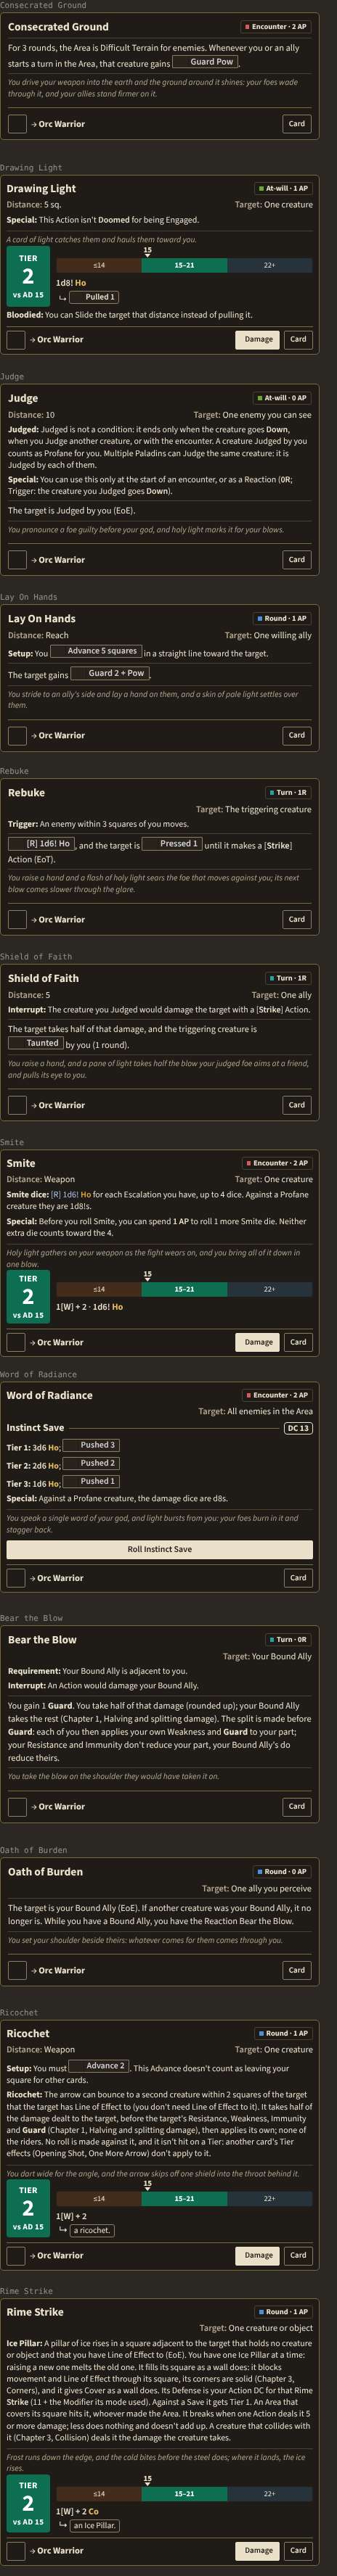 Consecrated Ground
Consecrated Ground
Encounter · 2 AP
For 3 rounds, the Area is Difficult Terrain for enemies. Whenever you or an ally
starts a turn in the Area, that creature gains Guard Pow.
You drive your weapon into the earth and the ground around it shines: your foes wade
through it, and your allies stand firmer on it.
→ Orc Warrior
Card
Drawing Light
Drawing Light
At-will · 1 AP
Distance: 5 sq.
Target: One creature
Special: This Action isn't Doomed for being Engaged.
A cord of light catches them and hauls them toward you.
TIER
2
vs AD 15
15
≤14
15–21
22+
1d8! Ho
↪ Pulled 1
Bloodied: You can Slide the target that distance instead of pulling it.
→ Orc Warrior
Damage
Card
Judge
Judge
At-will · 0 AP
Distance: 10
Target: One enemy you can see
Judged: Judged is not a condition: it ends only when the creature goes Down,
when you Judge another creature, or with the encounter. A creature Judged by you
counts as Profane for you. Multiple Paladins can Judge the same creature: it is
Judged by each of them.
Special: You can use this only at the start of an encounter, or as a Reaction (0R;
Trigger: the creature you Judged goes Down).
The target is Judged by you (EoE).
You pronounce a foe guilty before your god, and holy light marks it for your blows.
→ Orc Warrior
Card
Lay On Hands
Lay On Hands
Round · 1 AP
Distance: Reach
Target: One willing ally
Setup: You Advance 5 squares in a straight line toward the target.
The target gains Guard 2 + Pow.
You stride to an ally's side and lay a hand on them, and a skin of pale light settles over
them.
→ Orc Warrior
Card
Rebuke
Rebuke
Turn · 1R
Target: The triggering creature
Trigger: An enemy within 3 squares of you moves.
[R] 1d6! Ho, and the target is Pressed 1 until it makes a [Strike]
Action (EoT).
You raise a hand and a flash of holy light sears the foe that moves against you; its next
blow comes slower through the glare.
→ Orc Warrior
Card
Shield of Faith
Shield of Faith
Turn · 1R
Distance: 5
Target: One ally
Interrupt: The creature you Judged would damage the target with a [Strike] Action.
The target takes half of that damage, and the triggering creature is
Taunted by you (1 round).
You raise a hand, and a pane of light takes half the blow your judged foe aims at a friend,
and pulls its eye to you.
→ Orc Warrior
Card
Smite
Smite
Encounter · 2 AP
Distance: Weapon
Target: One creature
Smite dice: [R] 1d6! Ho for each Escalation you have, up to 4 dice. Against a Profane
creature they are 1d8!s.
Special: Before you roll Smite, you can spend 1 AP to roll 1 more Smite die. Neither
extra die counts toward the 4.
Holy light gathers on your weapon as the fight wears on, and you bring all of it down in
one blow.
TIER
2
vs AD 15
15
≤14
15–21
22+
1[W] + 2 · 1d6! Ho
→ Orc Warrior
Damage
Card
Word of Radiance
Word of Radiance
Encounter · 2 AP
Target: All enemies in the Area
Instinct Save
DC 13
Tier 1: 3d6 Ho; Pushed 3
Tier 2: 2d6 Ho; Pushed 2
Tier 3: 1d6 Ho; Pushed 1
Special: Against a Profane creature, the damage dice are d8s.
You speak a single word of your god, and light bursts from you: your foes burn in it and
stagger back.
Roll Instinct Save
→ Orc Warrior
Card
Bear the Blow
Bear the Blow
Turn · 0R
Target: Your Bound Ally
Requirement: Your Bound Ally is adjacent to you.
Interrupt: An Action would damage your Bound Ally.
You gain 1 Guard. You take half of that damage (rounded up); your Bound Ally
takes the rest (Chapter 1, Halving and splitting damage). The split is made before
Guard: each of you then applies your own Weakness and Guard to your part;
your Resistance and Immunity don't reduce your part, your Bound Ally's do
reduce theirs.
You take the blow on the shoulder they would have taken it on.
→ Orc Warrior
Card
Oath of Burden
Oath of Burden
Round · 0 AP
Target: One ally you perceive
The target is your Bound Ally (EoE). If another creature was your Bound Ally, it no
longer is. While you have a Bound Ally, you have the Reaction Bear the Blow.
You set your shoulder beside theirs: whatever comes for them comes through you.
→ Orc Warrior
Card
Ricochet
Ricochet
Round · 1 AP
Distance: Weapon
Target: One creature
Setup: You must Advance 2. This Advance doesn't count as leaving your
square for other cards.
Ricochet: The arrow can bounce to a second creature within 2 squares of the target
that the target has Line of Effect to (you don't need Line of Effect to it). It takes half of
the damage dealt to the target, before the target's Resistance, Weakness, Immunity
and Guard (Chapter 1, Halving and splitting damage), then applies its own; none of
the riders. No roll is made against it, and it isn't hit on a Tier: another card's Tier
effects (Opening Shot, One More Arrow) don't apply to it.
You dart wide for the angle, and the arrow skips off one shield into the throat behind it.
TIER
2
vs AD 15
15
≤14
15–21
22+
1[W] + 2
↪ a ricochet.
→ Orc Warrior
Damage
Card
Rime Strike
Rime Strike
Round · 1 AP
Target: One creature or object
Ice Pillar: A pillar of ice rises in a square adjacent to the target that holds no creature
or object and that you have Line of Effect to (EoE). You have one Ice Pillar at a time:
raising a new one melts the old one. It fills its square as a wall does: it blocks
movement and Line of Effect through its square, its corners are solid (Chapter 3,
Corners), and it gives Cover as a wall does. Its Defense is your Action DC for that Rime
Strike (11 + the Modifier its mode used). Against a Save it gets Tier 1. An Area that
covers its square hits it, whoever made the Area. It breaks when one Action deals it 5
or more damage; less does nothing and doesn't add up. A creature that collides with
it (Chapter 3, Collision) deals it the damage the creature takes.
Frost runs down the edge, and the cold bites before the steel does; where it lands, the ice
rises.
TIER
2
vs AD 15
15
≤14
15–21
22+
1[W] + 2 Co
↪ an Ice Pillar.
→ Orc Warrior
Damage
Card